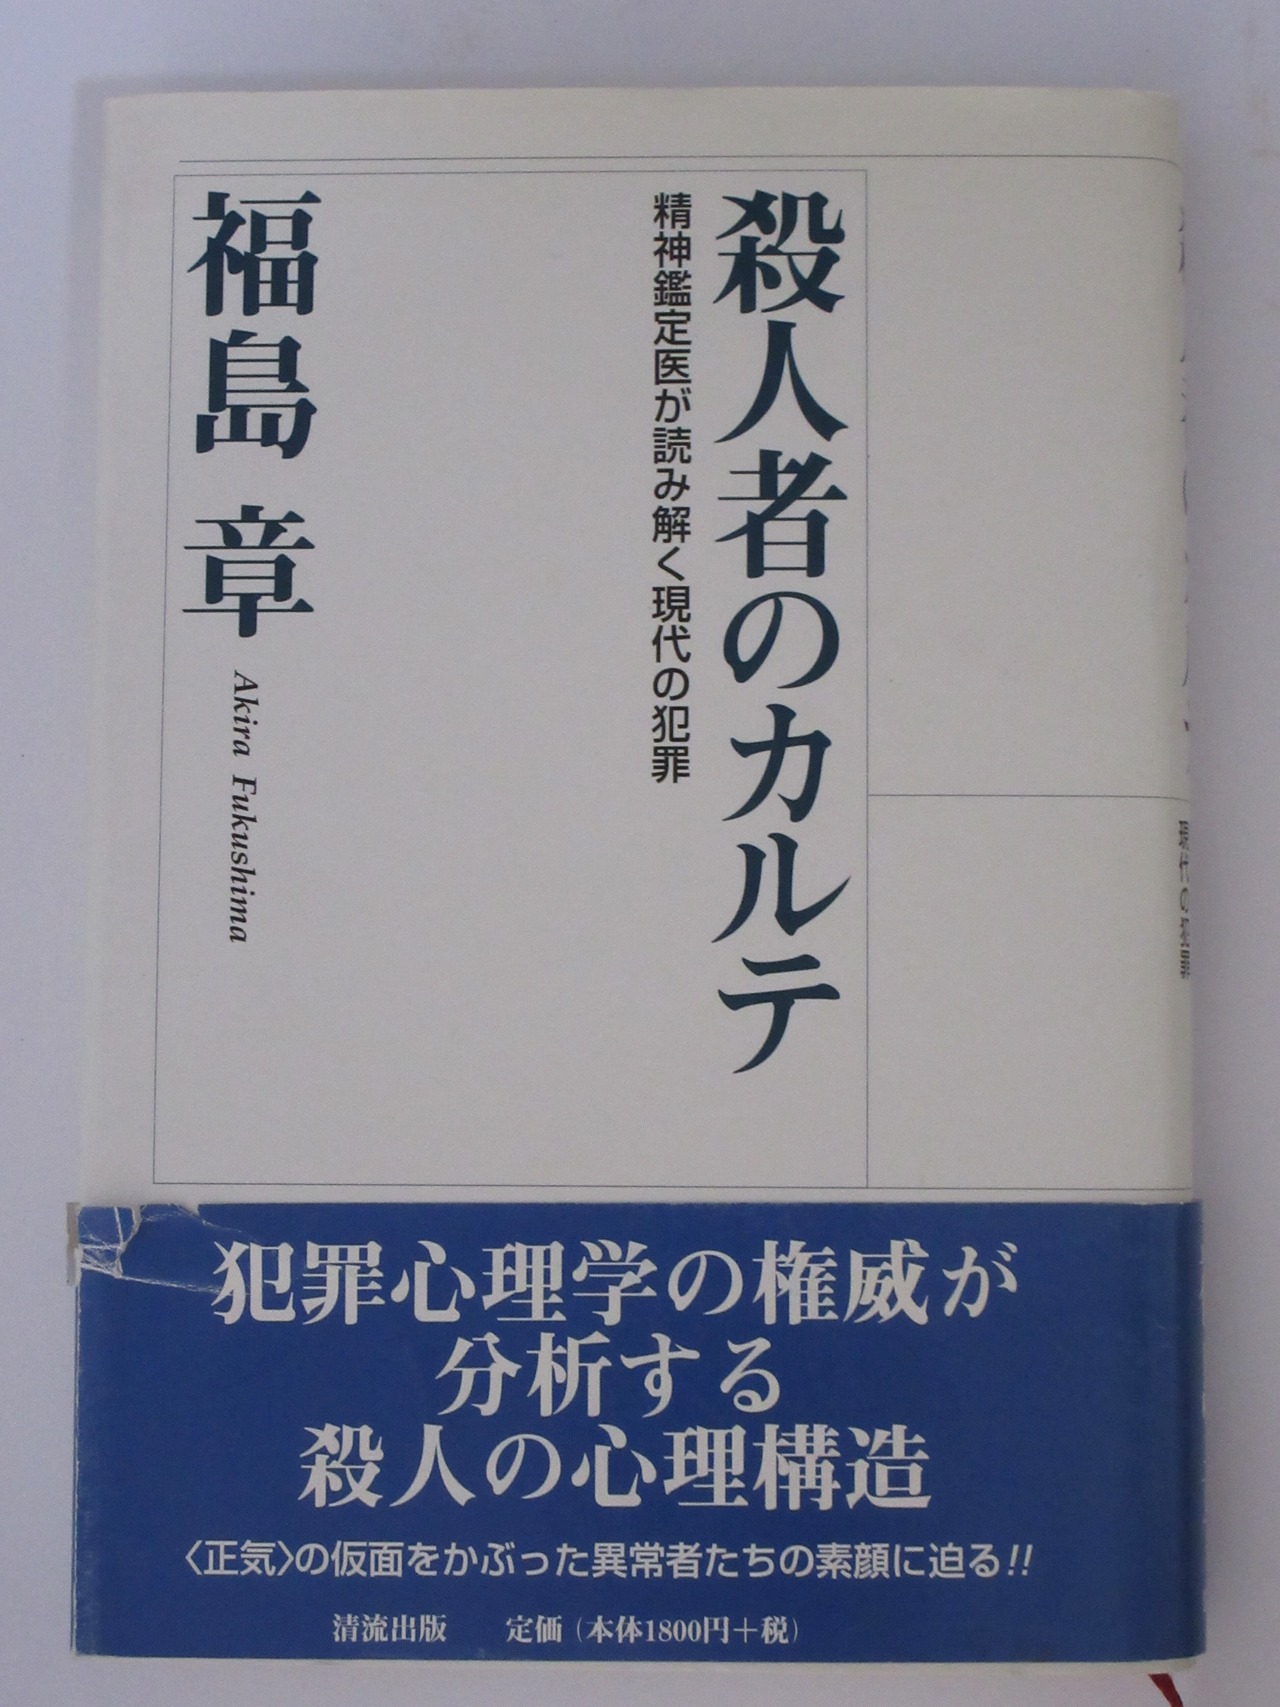 殺人者のカルテ
精神鑑定医が読み解く現代の犯罪
福島 章
Akira Fukushima
現代の犯罪
犯罪心理学の権威が
分析する
殺人の心理構造
〈正気〉の仮面をかぶった異常者たちの素顔に迫る!!
清流出版 定価（本体1800円＋税）